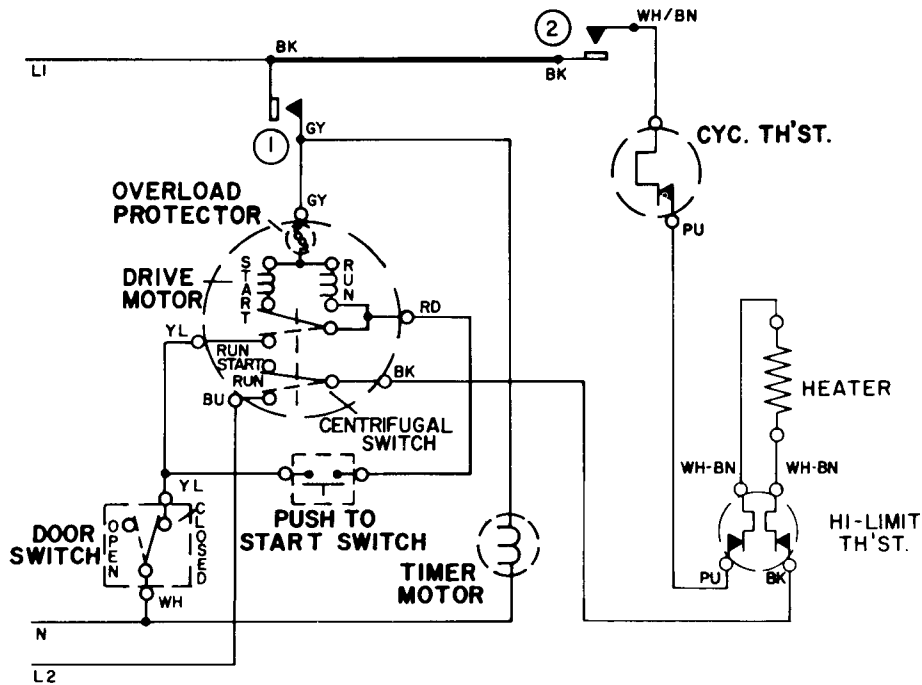 2
WH/BN
BK
BK
L1
1
GY
CYC. TH'ST.
GY
OVERLOAD
PROTECTOR
PU
DRIVE
MOTOR
START
RUN
RD
YL
RUN
START
RUN
BK
BU
CENTRIFUGAL
SWITCH
HEATER
WH-BN
WH-BN
YL
DOOR
SWITCH
OPEN
CLOSED
PUSH TO
START SWITCH
HI-LIMIT
TH'ST.
TIMER
MOTOR
PU
BK
WH
N
L2